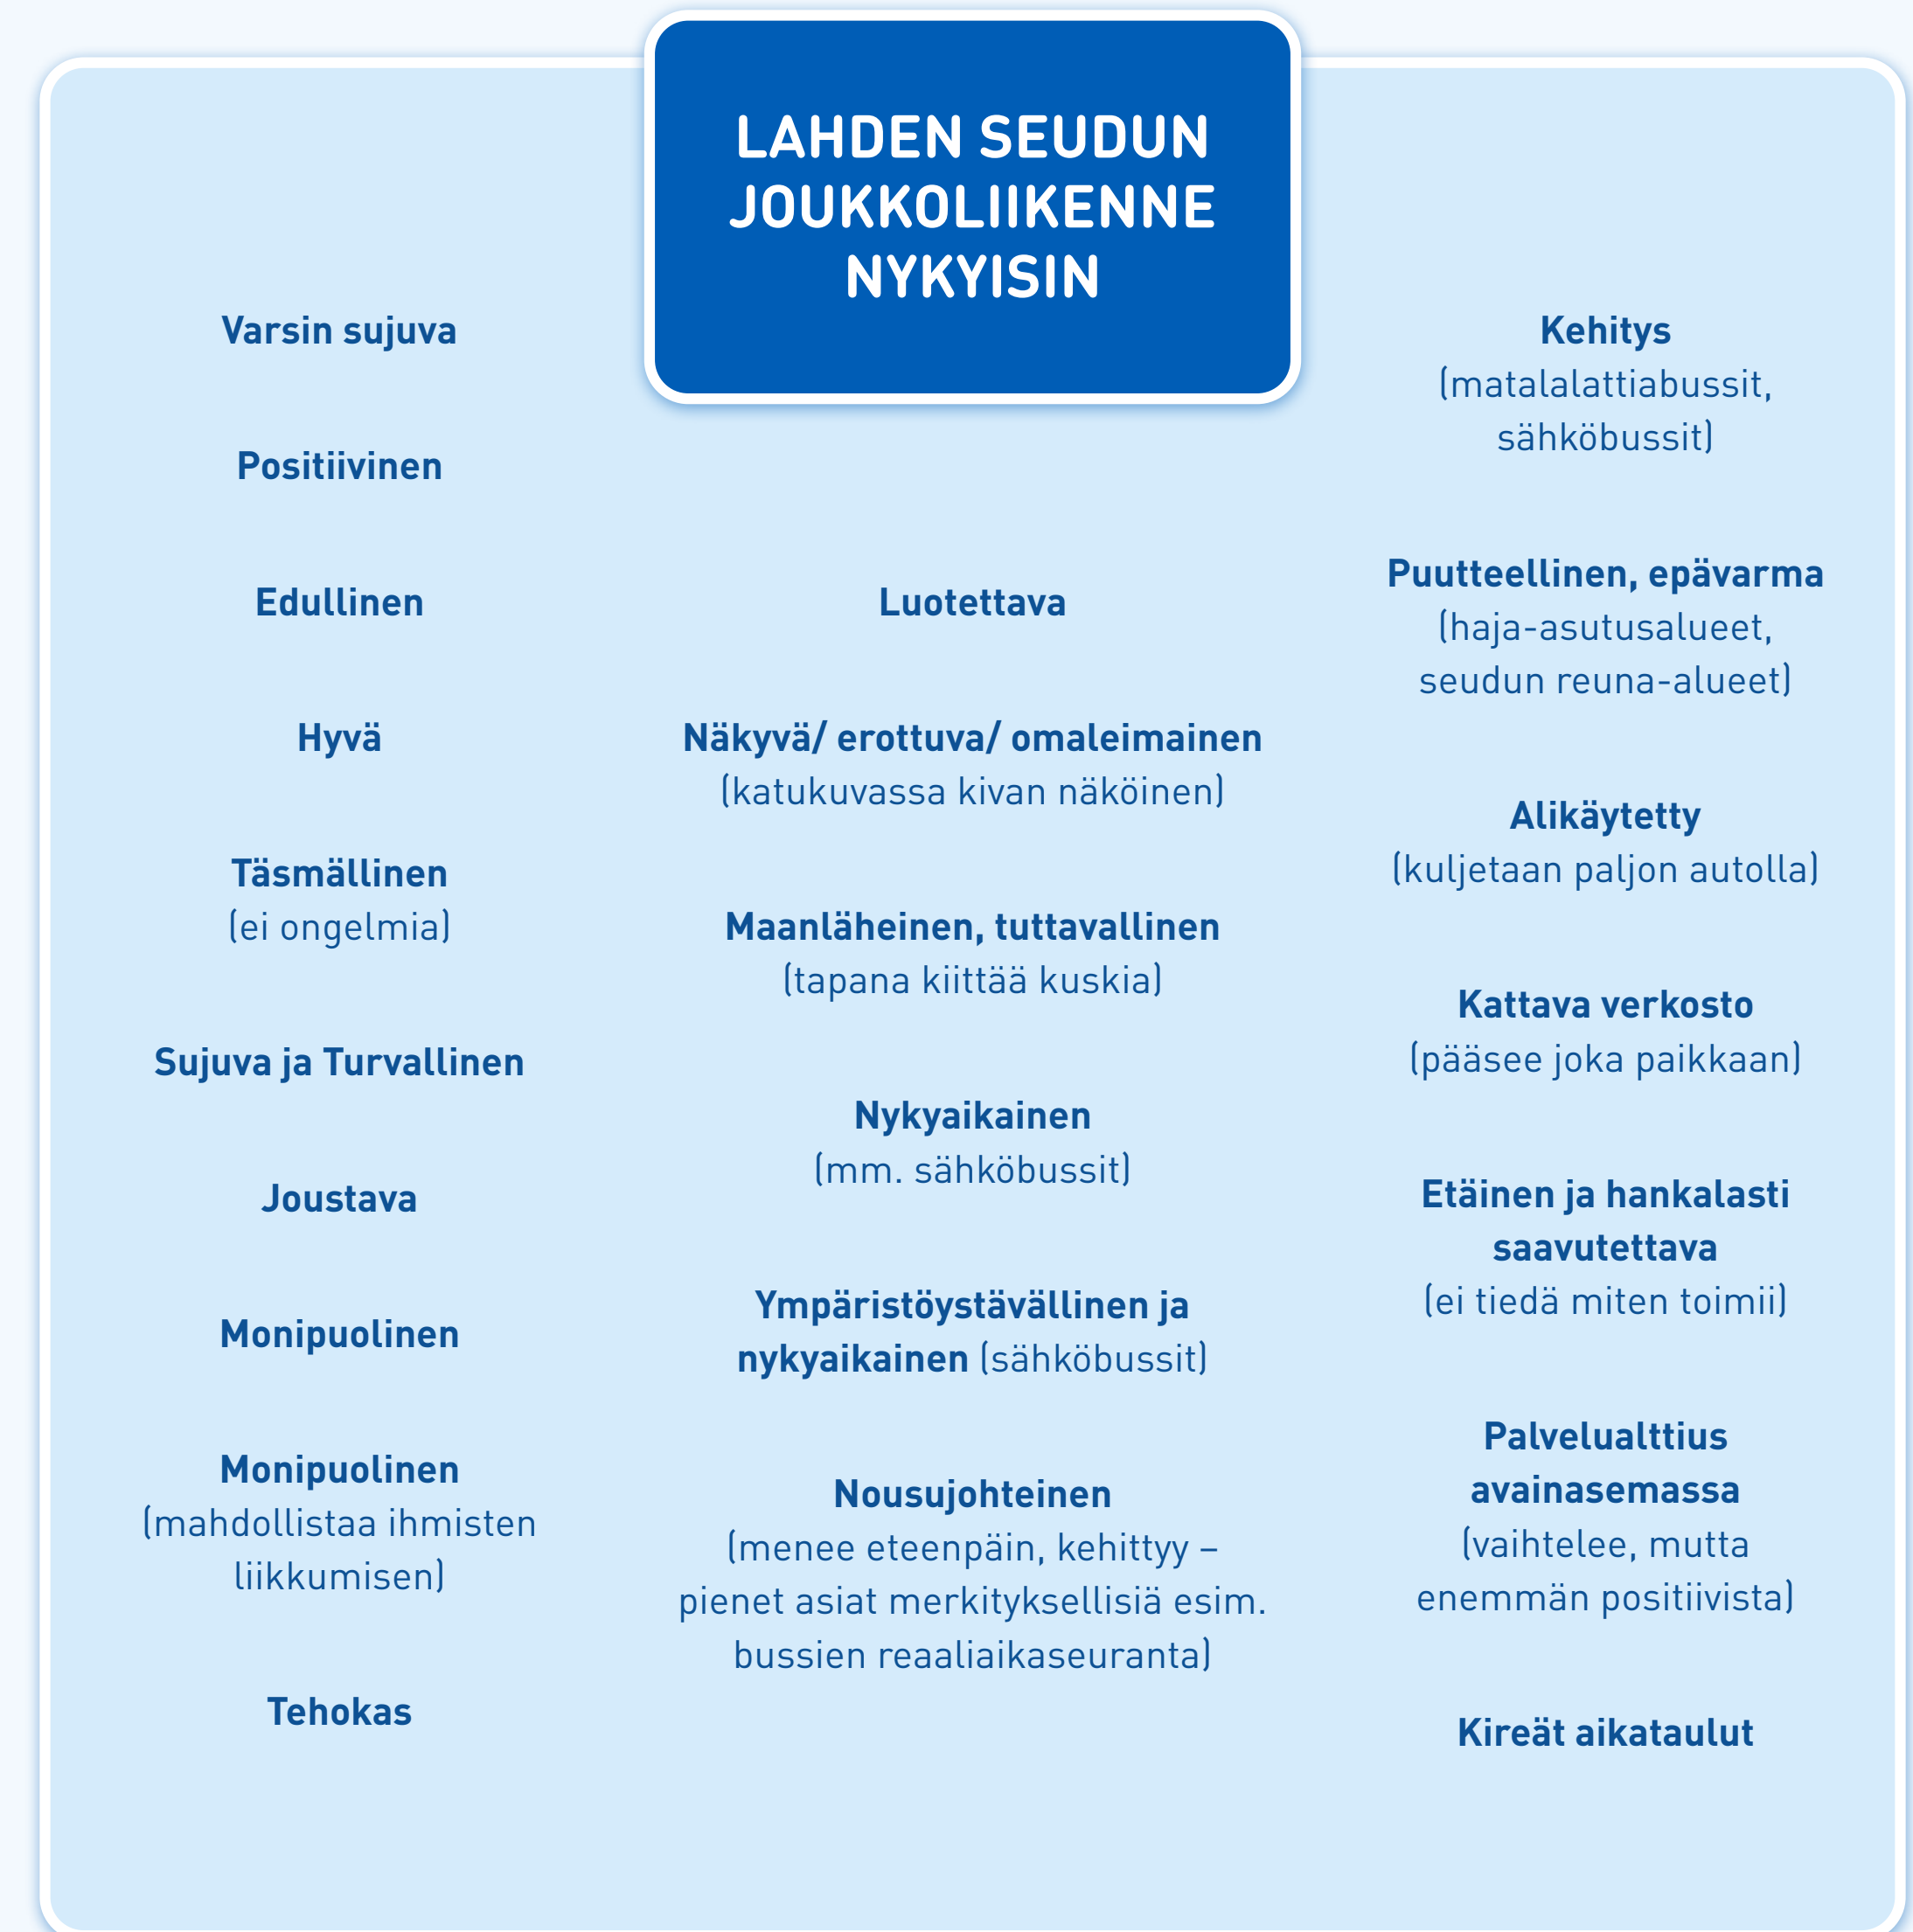 LAHDEN SEUDUN
JOUKKOLIIKENNE
NYKYISIN
Varsin sujuva
Positiivinen
Edullinen
Hyvä
Täsmällinen
(ei ongelmia)
Sujuva ja Turvallinen
Joustava
Monipuolinen
Monipuolinen
(mahdollistaa ihmisten
liikkumisen)
Tehokas
Luotettava
Näkyvä/ erottuva/ omaleimainen
(katukuvassa kivan näköinen)
Maanläheinen, tuttavallinen
(tapana kiittää kuskia)
Nykyaikainen
(mm. sähköbussit)
Ympäristöystävällinen ja
nykyaikainen (sähköbussit)
Nousujohteinen
(menee eteenpäin, kehittyy –
pienet asiat merkityksellisiä esim.
bussien reaaliaikaseuranta)
Kehitys
(matalalattiabussit,
sähköbussit)
Puutteellinen, epävarma
(haja-asutusalueet,
seudun reuna-alueet)
Alikäytetty
(kuljetaan paljon autolla)
Kattava verkosto
(pääsee joka paikkaan)
Etäinen ja hankalasti
saavutettava
(ei tiedä miten toimii)
Palvelualttius
avainasemassa
(vaihtelee, mutta
enemmän positiivista)
Kireät aikataulut